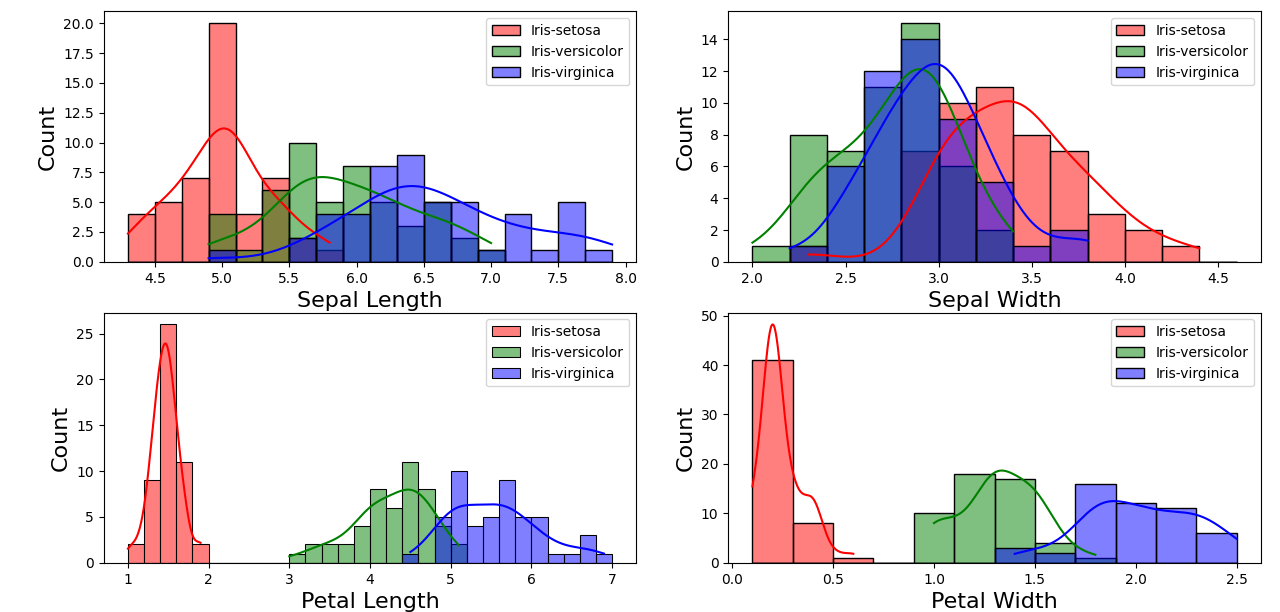 20.0
17.5
15.0
12.5
10.0
7.5
5.0
2.5
0.0
Count
4.5 5.0 5.5 6.0 6.5 7.0 7.5 8.0
Sepal Length
Iris-setosa
Iris-versicolor
Iris-virginica
14
12
10
8
6
4
2
0
Count
2.0 2.5 3.0 3.5 4.0 4.5
Sepal Width
Iris-setosa
Iris-versicolor
Iris-virginica
25
20
15
10
5
0
Count
1 2 3 4 5 6 7
Petal Length
Iris-setosa
Iris-versicolor
Iris-virginica
50
40
30
20
10
0
Count
0.0 0.5 1.0 1.5 2.0 2.5
Petal Width
Iris-setosa
Iris-versicolor
Iris-virginica